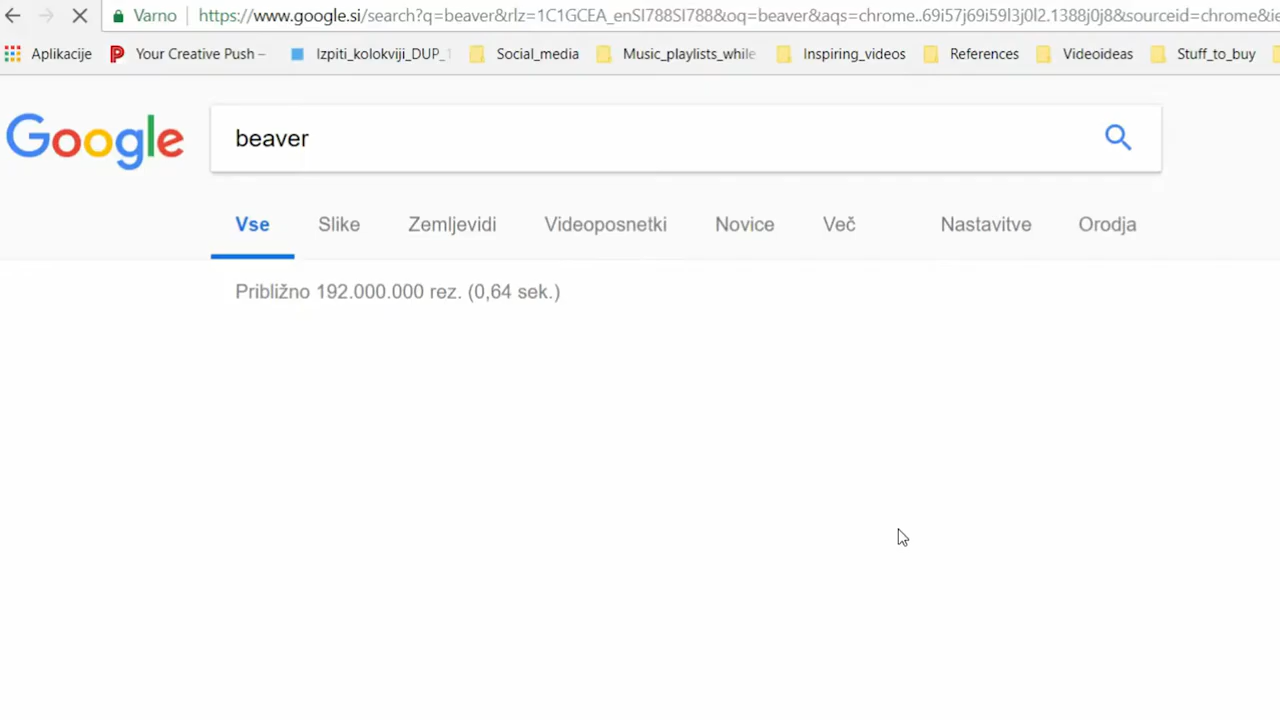 Varno https://www.google.si/search?q=beaver&rlz=1C1GCEA_enSI788SI788&oq=beaver&aqs=chrome..69i57j69i59l3j0l2.1388j0j8&sourceid=chrome&ie
Aplikacije Your Creative Push – Izpiti_kolokviji_DUP_1 Social_media Music_playlists_while Inspiring_videos References Videoideas Stuff_to_buy
Google beaver
Vse Slike Zemljevidi Videoposnetki Novice Več Nastavitve Orodja
Približno 192.000.000 rez. (0,64 sek.)